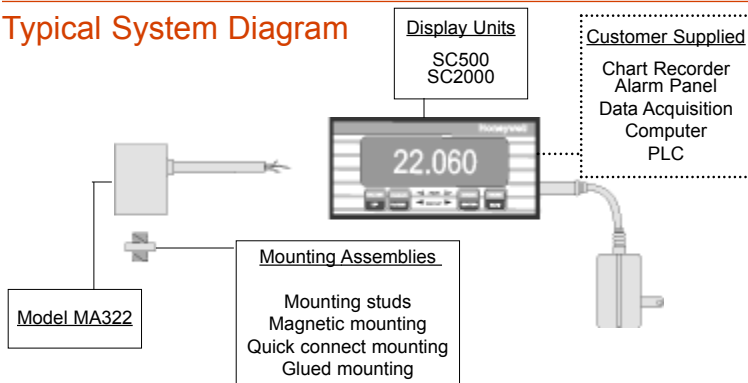 Typical System Diagram
Display Units
SC500
SC2000
Customer Supplied
Chart Recorder
Alarm Panel
Data Acquisition
Computer
PLC
Honeywell
22.060
Model MA322
Mounting Assemblies
Mounting studs
Magnetic mounting
Quick connect mounting
Glued mounting